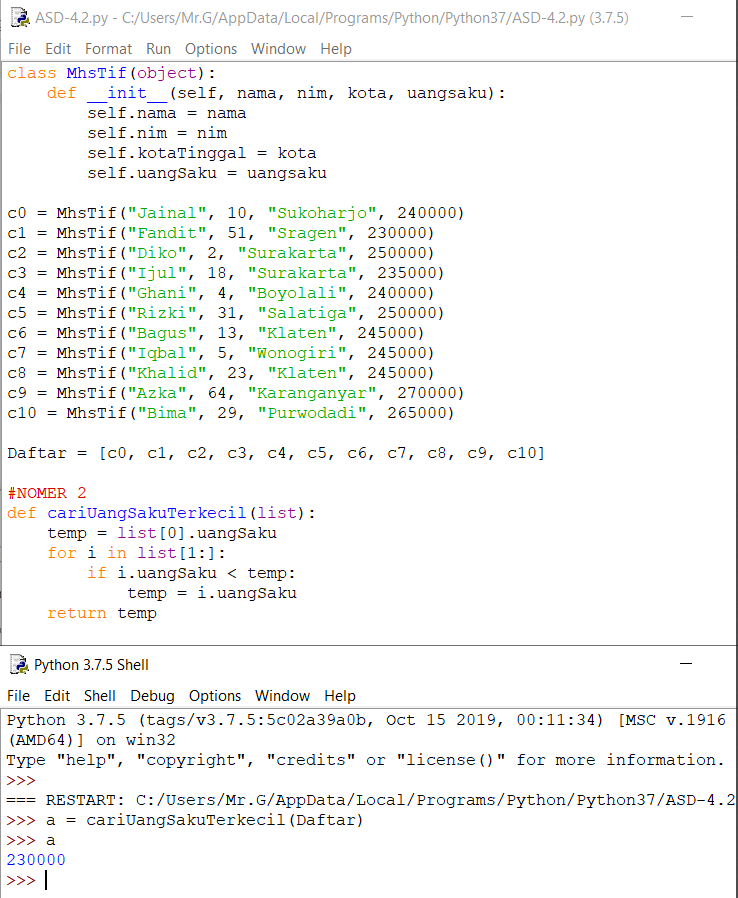 ASD-4.2.py - C:/Users/Mr.G/AppData/Local/Programs/Python/Python37/ASD-4.2.py (3.7.5)
File Edit Format Run Options Window Help
class MhsTif(object):
    def __init__(self, nama, nim, kota, uangsaku):
        self.nama = nama
        self.nim = nim
        self.kotaTinggal = kota
        self.uangSaku = uangsaku

c0 = MhsTif("Jainal", 10, "Sukoharjo", 240000)
c1 = MhsTif("Fandit", 51, "Sragen", 230000)
c2 = MhsTif("Diko", 2, "Surakarta", 250000)
c3 = MhsTif("Ijul", 18, "Surakarta", 235000)
c4 = MhsTif("Ghani", 4, "Boyolali", 240000)
c5 = MhsTif("Rizki", 31, "Salatiga", 250000)
c6 = MhsTif("Bagus", 13, "Klaten", 245000)
c7 = MhsTif("Iqbal", 5, "Wonogiri", 245000)
c8 = MhsTif("Khalid", 23, "Klaten", 245000)
c9 = MhsTif("Azka", 64, "Karanganyar", 270000)
c10 = MhsTif("Bima", 29, "Purwodadi", 265000)

Daftar = [c0, c1, c2, c3, c4, c5, c6, c7, c8, c9, c10]

#NOMER 2
def cariUangSakuTerkecil(list):
    temp = list[0].uangSaku
    for i in list[1:]:
        if i.uangSaku < temp:
            temp = i.uangSaku
    return temp

Python 3.7.5 Shell
File Edit Shell Debug Options Window Help
Python 3.7.5 (tags/v3.7.5:5c02a39a0b, Oct 15 2019, 00:11:34) [MSC v.1916
(AMD64)] on win32
Type "help", "copyright", "credits" or "license()" for more information.
>>>
=== RESTART: C:/Users/Mr.G/AppData/Local/Programs/Python/Python37/ASD-4.2
>>> a = cariUangSakuTerkecil(Daftar)
>>> a
230000
>>>